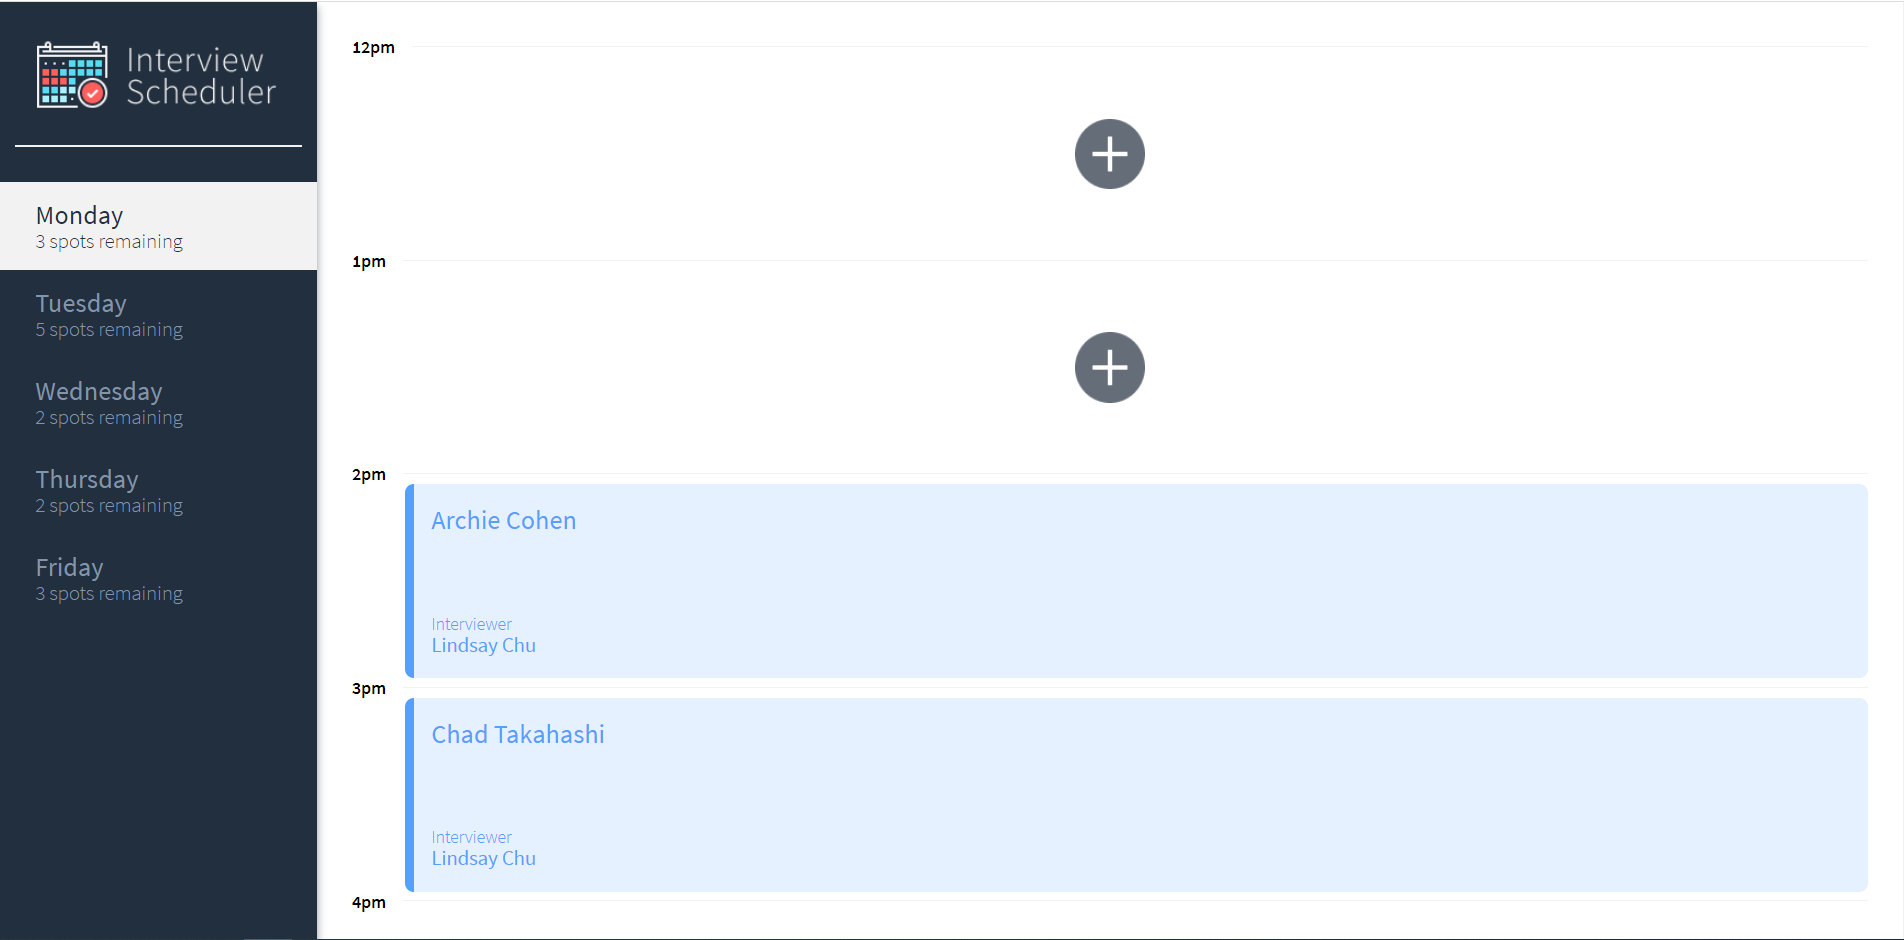 Interview
Scheduler
Monday
3 spots remaining
Tuesday
5 spots remaining
Wednesday
2 spots remaining
Thursday
2 spots remaining
Friday
3 spots remaining
12pm
1pm
2pm
Archie Cohen
Interviewer
Lindsay Chu
3pm
Chad Takahashi
Interviewer
Lindsay Chu
4pm